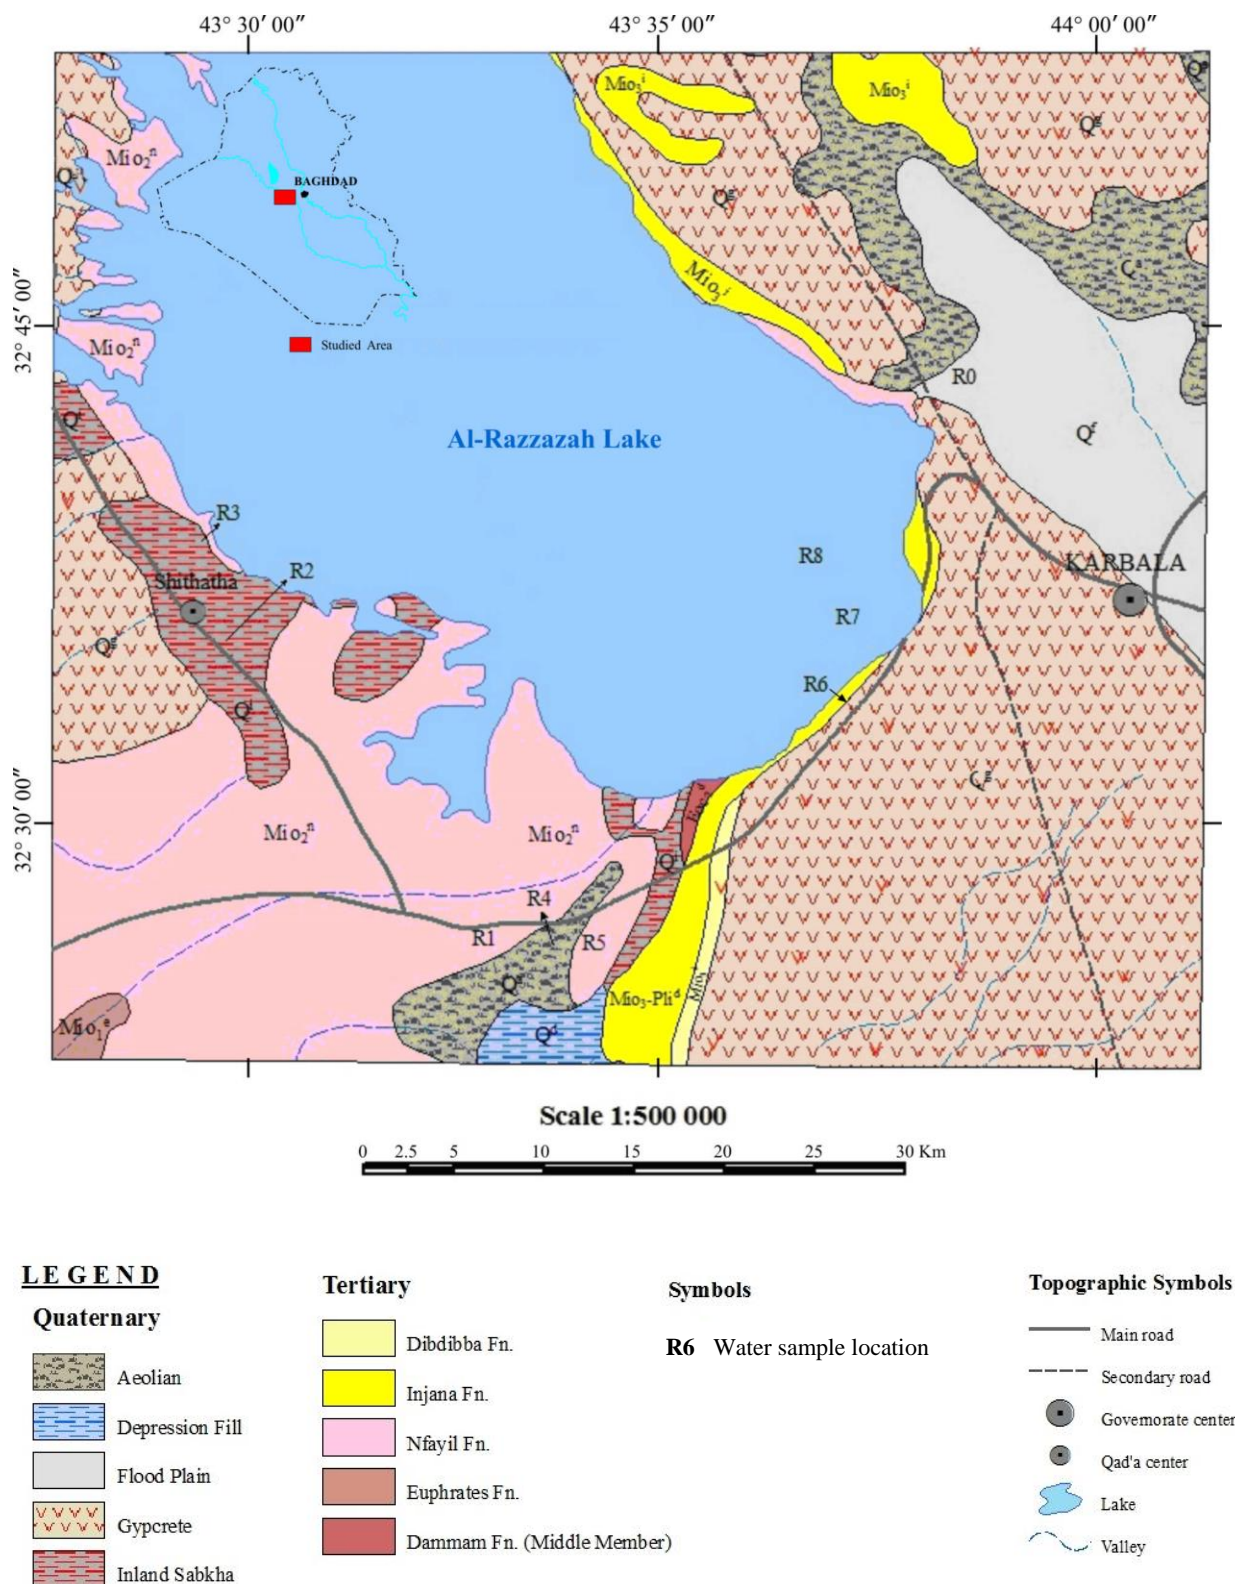 43° 30′ 00″
43° 35′ 00″
44° 00′ 00″
Mio₃ⁱ
Mio₃ⁱ
Mio₂ⁿ
Qᵍ
BAGHDAD
Qᵍ
Mio₃ⁱ
32° 45′ 00″
Mio₂ⁿ
Studied Area
R0
Al-Razzazah Lake
Qᶠ
R3
R8
KARBALA
R2
Shithatha
R7
Qᵍ
R6
Qⁱ
32° 30′ 00″
Mio₂ⁿ
Mio₂ⁿ
R4
R1
R5
Mio₃-Pliᵈ
Mio₁ᵉ
Qᵈ
Scale 1:500 000
0 2.5 5 10 15 20 25 30 Km
LEGEND
Quaternary
Aeolian
Depression Fill
Flood Plain
Gypcrete
Inland Sabkha
Tertiary
Dibdibba Fn.
Injana Fn.
Nfayil Fn.
Euphrates Fn.
Dammam Fn. (Middle Member)
Symbols
R6 Water sample location
Topographic Symbols
Main road
Secondary road
Governorate center
Qad'a center
Lake
Valley